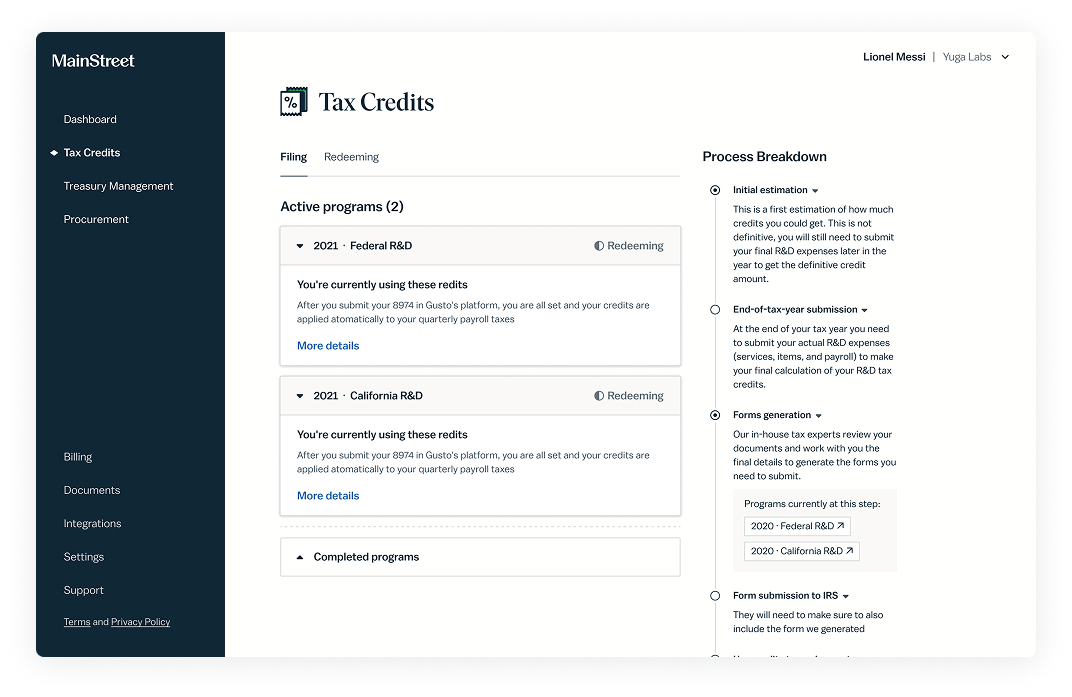 MainStreet
Dashboard
Tax Credits
Treasury Management
Procurement
Billing
Documents
Integrations
Settings
Support
Terms and Privacy Policy
Lionel Messi | Yuga Labs
%
Tax Credits
Filing Redeeming
Active programs (2)
2021 · Federal R&D Redeeming
You're currently using these redits
After you submit your 8974 in Gusto's platform, you are all set and your credits are
applied atomatically to your quarterly payroll taxes
More details
2021 · California R&D Redeeming
You're currently using these redits
After you submit your 8974 in Gusto's platform, you are all set and your credits are
applied atomatically to your quarterly payroll taxes
More details
Completed programs
Process Breakdown
Initial estimation
This is a first estimation of how much
credits you could get. This is not
definitive, you will still need to submit
your final R&D expenses later in the
year to get the definitive credit
amount.
End-of-tax-year submission
At the end of your tax year you need
to submit your actual R&D expenses
(services, items, and payroll) to make
your final calculation of your R&D tax
credits.
Forms generation
Our in-house tax experts review your
documents and work with you the
final details to generate the forms you
need to submit.
Programs currently at this step:
2020 · Federal R&D
2020 · California R&D
Form submission to IRS
They will need to make sure to also
include the form we generated